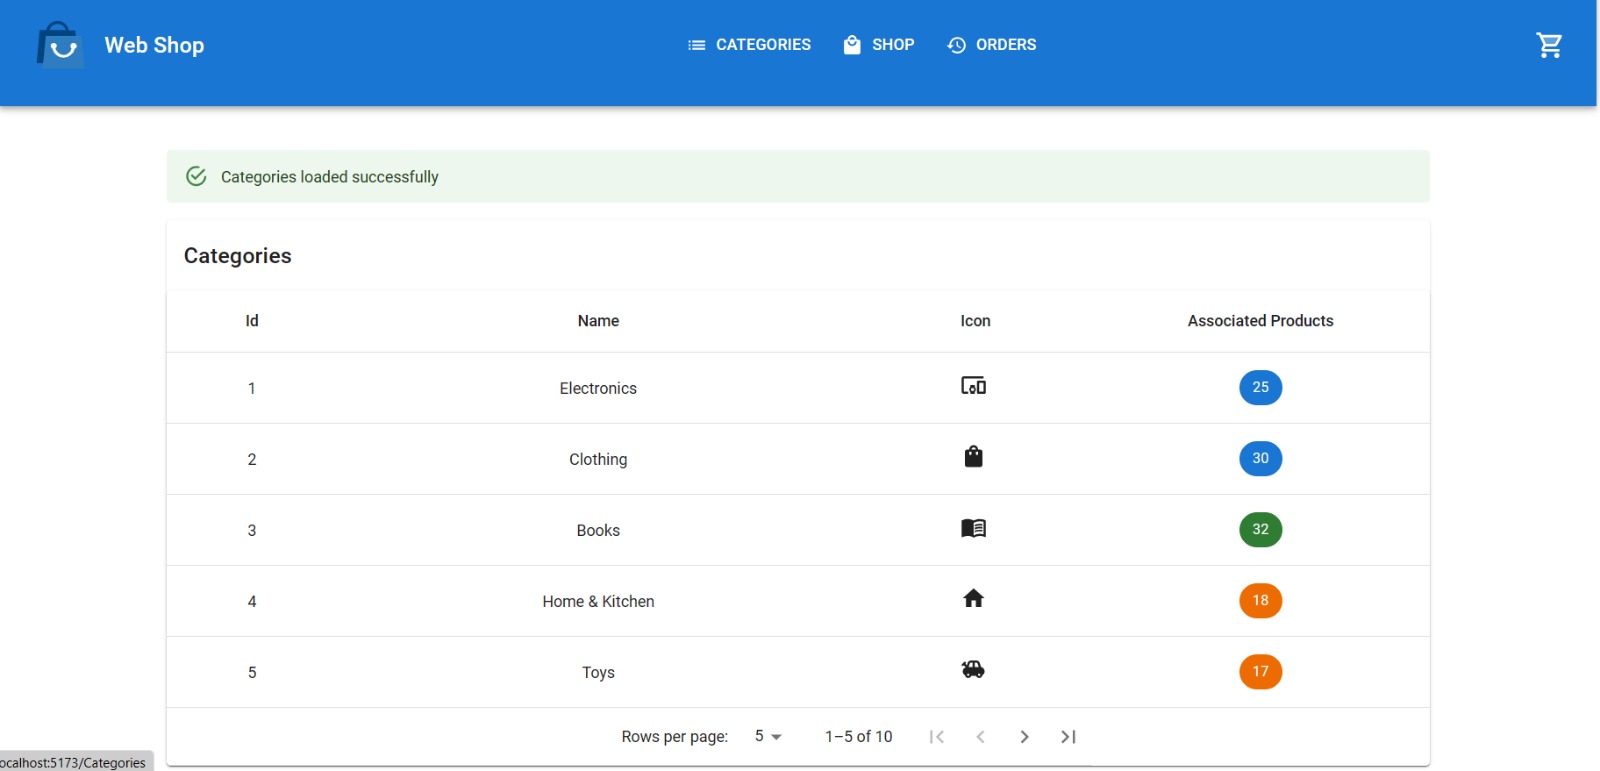 Web Shop
CATEGORIES SHOP ORDERS
Categories loaded successfully
Categories
Id Name Icon Associated Products
1 Electronics 25
2 Clothing 30
3 Books 32
4 Home & Kitchen 18
5 Toys 17
Rows per page: 5 1–5 of 10
ocalhost:5173/Categories